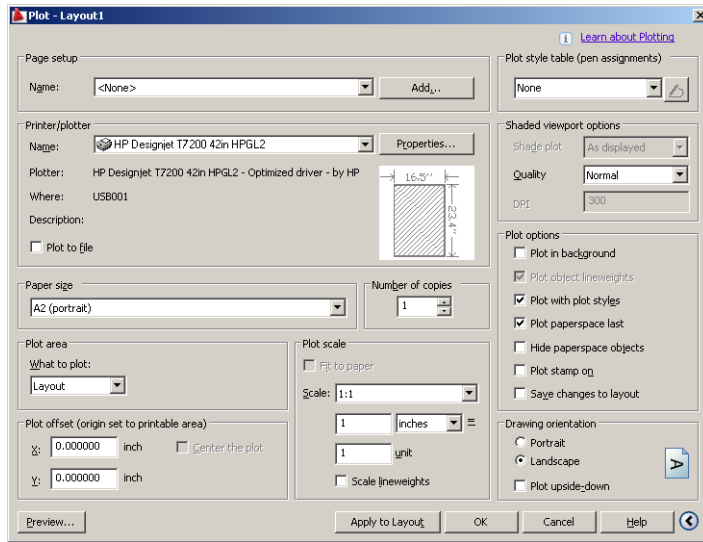 Plot - Layout1
Learn about Plotting
Page setup
Name: <None> Add...
Plot style table (pen assignments)
None
Printer/plotter
Name: HP Designjet T7200 42in HPGL2 Properties...
Plotter: HP Designjet T7200 42in HPGL2 - Optimized driver - by HP
Where: USB001
Description:
Plot to file
16.5''
23.4''
Shaded viewport options
Shade plot As displayed
Quality Normal
DPI 300
Paper size
A2 (portrait)
Number of copies
1
Plot options
Plot in background
Plot object lineweights
Plot with plot styles
Plot paperspace last
Hide paperspace objects
Plot stamp on
Save changes to layout
Plot area
What to plot:
Layout
Plot scale
Fit to paper
Scale: 1:1
1 inches =
1 unit
Scale lineweights
Plot offset (origin set to printable area)
X: 0.000000 inch Center the plot
Y: 0.000000 inch
Drawing orientation
Portrait
Landscape
Plot upside-down
A
Preview... Apply to Layout OK Cancel Help